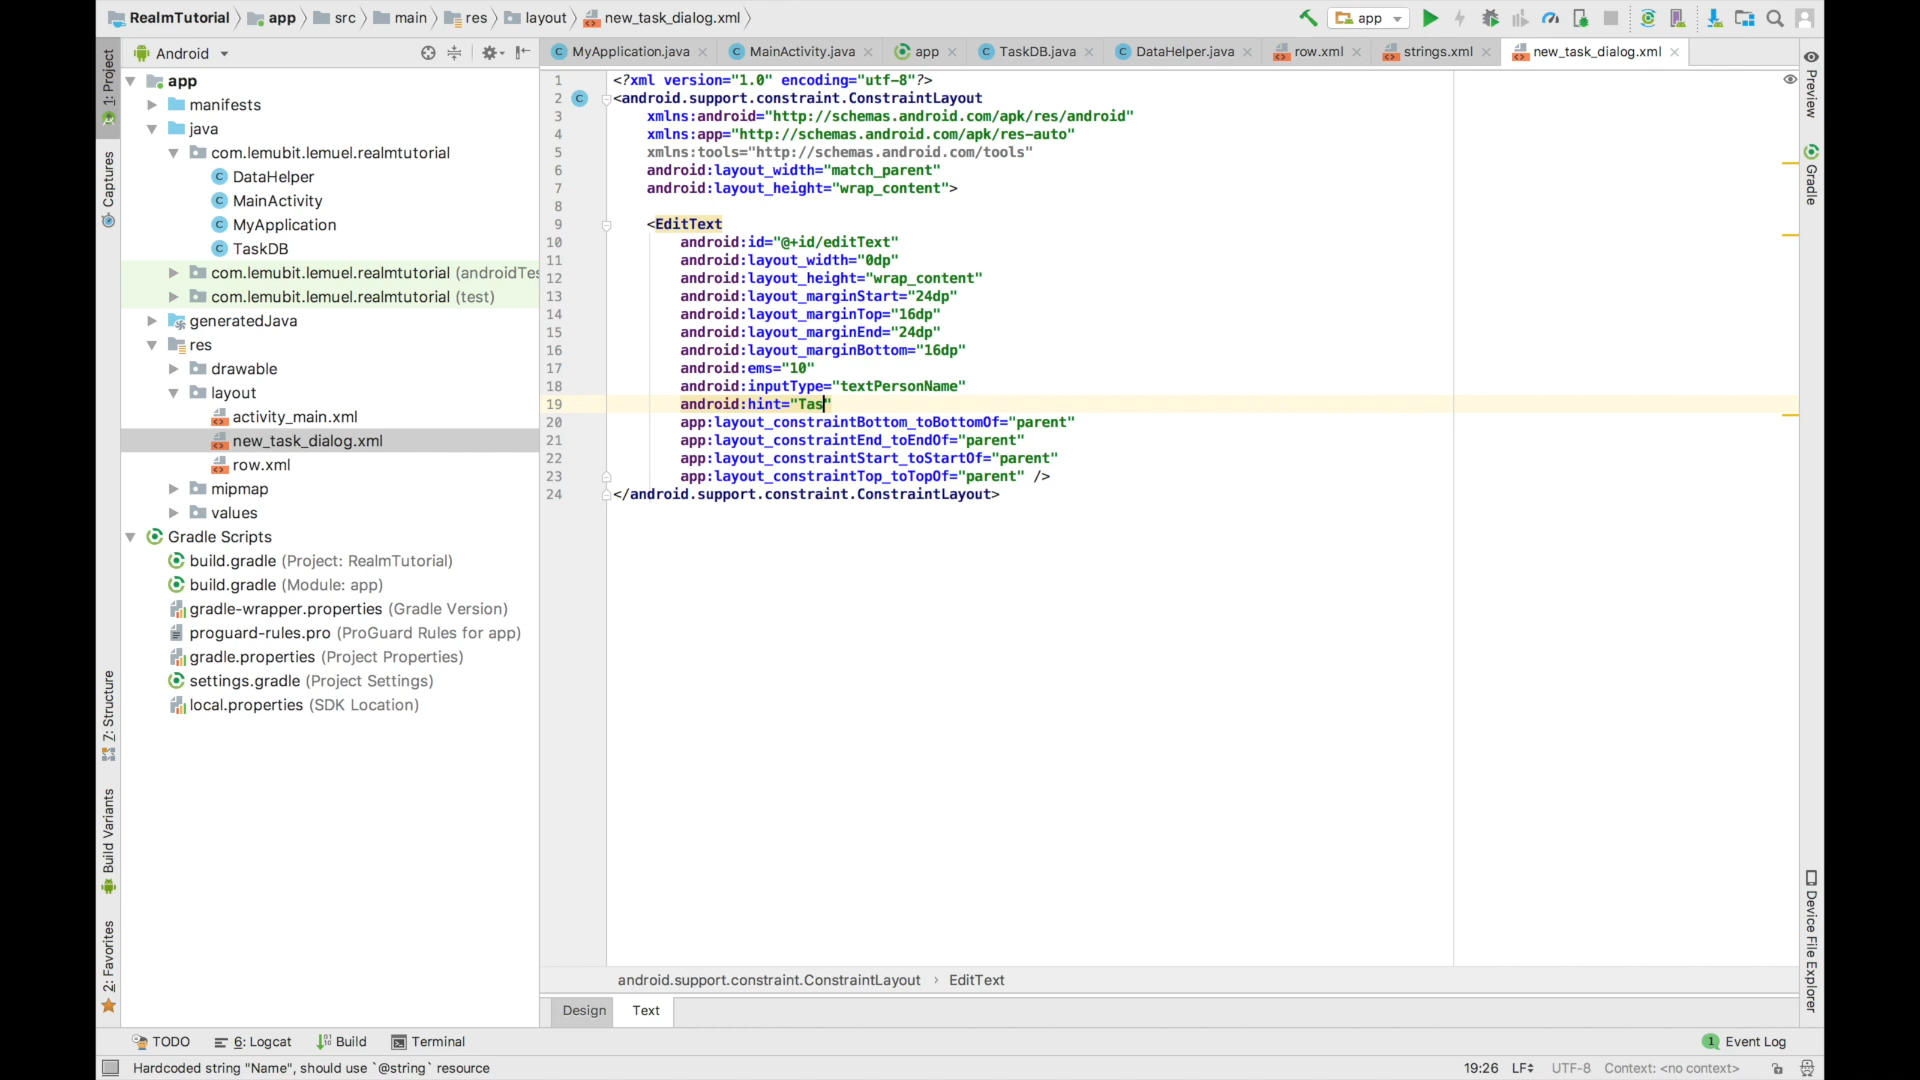 RealmTutorial app src main res layout new_task_dialog.xml app
Android
MyApplication.java MainActivity.java app TaskDB.java DataHelper.java row.xml strings.xml new_task_dialog.xml
1: Project
Captures
Z: Structure
Build Variants
2: Favorites
app
manifests
java
com.lemubit.lemuel.realmtutorial
DataHelper
MainActivity
MyApplication
TaskDB
com.lemubit.lemuel.realmtutorial (androidTes
com.lemubit.lemuel.realmtutorial (test)
generatedJava
res
drawable
layout
activity_main.xml
new_task_dialog.xml
row.xml
mipmap
values
Gradle Scripts
build.gradle (Project: RealmTutorial)
build.gradle (Module: app)
gradle-wrapper.properties (Gradle Version)
proguard-rules.pro (ProGuard Rules for app)
gradle.properties (Project Properties)
settings.gradle (Project Settings)
local.properties (SDK Location)
1 <?xml version="1.0" encoding="utf-8"?>
2 C <android.support.constraint.ConstraintLayout
3 xmlns:android="http://schemas.android.com/apk/res/android"
4 xmlns:app="http://schemas.android.com/apk/res-auto"
5 xmlns:tools="http://schemas.android.com/tools"
6 android:layout_width="match_parent"
7 android:layout_height="wrap_content">
8
9 <EditText
10 android:id="@+id/editText"
11 android:layout_width="0dp"
12 android:layout_height="wrap_content"
13 android:layout_marginStart="24dp"
14 android:layout_marginTop="16dp"
15 android:layout_marginEnd="24dp"
16 android:layout_marginBottom="16dp"
17 android:ems="10"
18 android:inputType="textPersonName"
19 android:hint="Tas"
20 app:layout_constraintBottom_toBottomOf="parent"
21 app:layout_constraintEnd_toEndOf="parent"
22 app:layout_constraintStart_toStartOf="parent"
23 app:layout_constraintTop_toTopOf="parent" />
24 </android.support.constraint.ConstraintLayout>
Preview
Gradle
Device File Explorer
android.support.constraint.ConstraintLayout › EditText
Design Text
TODO 6: Logcat Build Terminal 1 Event Log
Hardcoded string "Name", should use `@string` resource 19:26 LF UTF-8 Context: <no context>